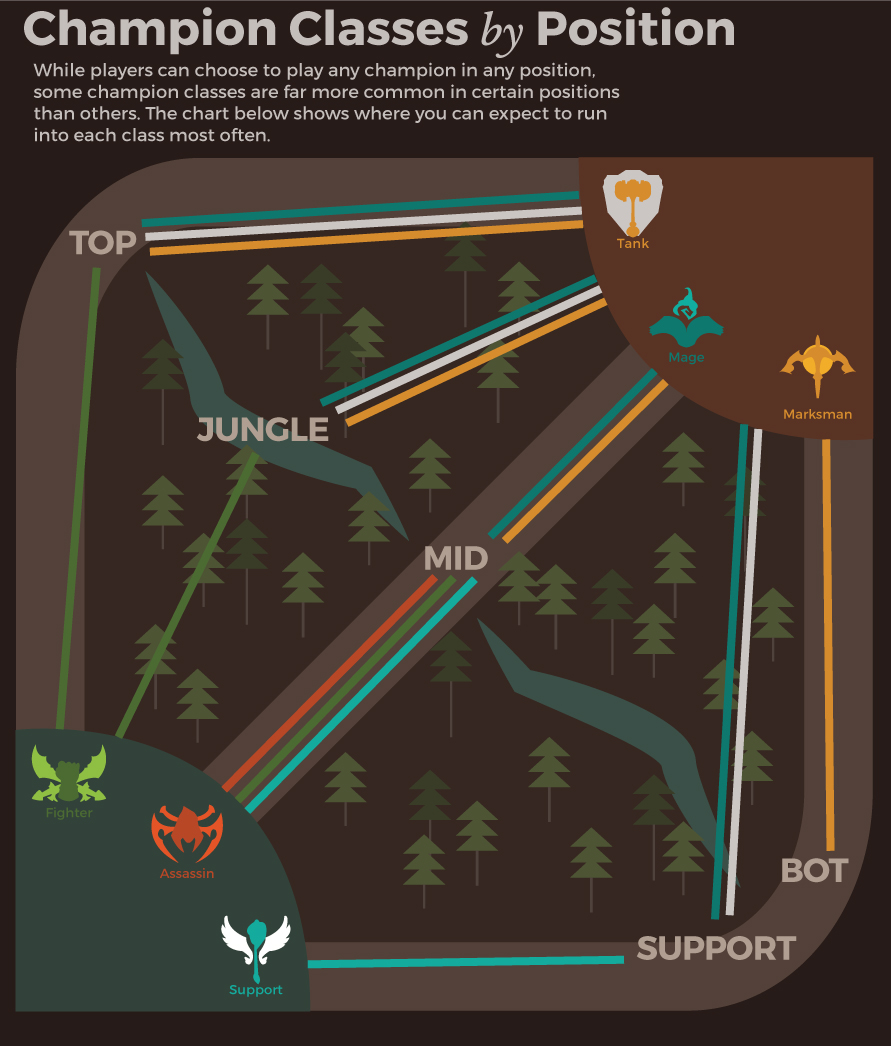 Champion Classes by Position
While players can choose to play any champion in any position,
some champion classes are far more common in certain positions
than others. The chart below shows where you can expect to run
into each class most often.
TOP
Tank
Mage
Marksman
JUNGLE
MID
Fighter
Assassin
BOT
SUPPORT
Support